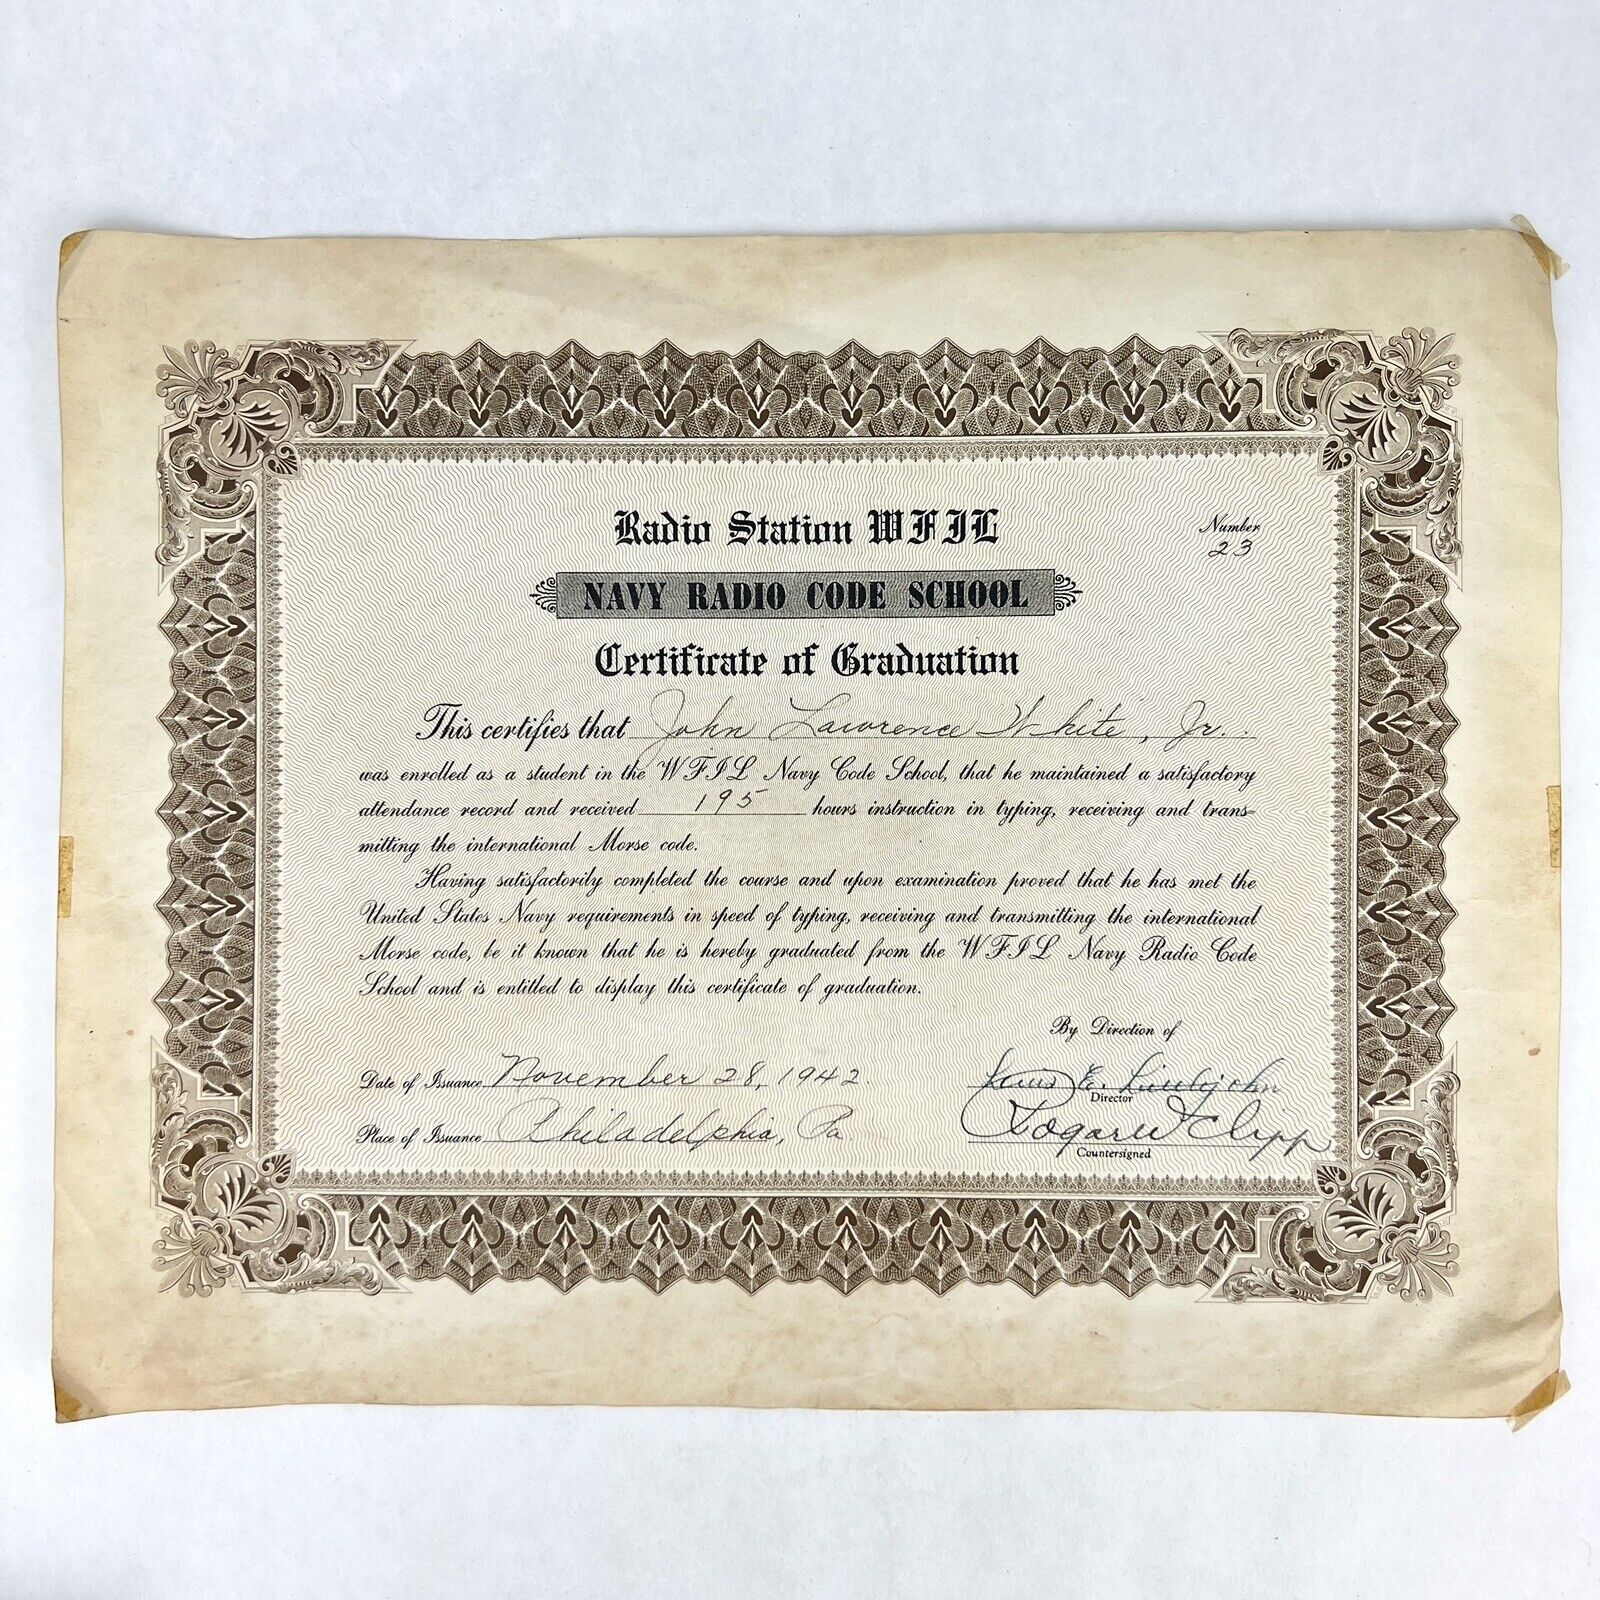 Radio Station WFIL
Number
23
NAVY RADIO CODE SCHOOL
Certificate of Graduation
This certifies that John Lawrence White, Jr.
was enrolled as a student in the WFIL Navy Code School, that he maintained a satisfactory
attendance record and received 195 hours instruction in typing, receiving and trans-
mitting the international Morse code.
Having satisfactorily completed the course and upon examination proved that he has met the
United States Navy requirements in speed of typing, receiving and transmitting the international
Morse code, be it known that he is hereby graduated from the WFIL Navy Radio Code
School and is entitled to display this certificate of graduation.
By Direction of
Date of Issuance November 28, 1942.
E. Littlejohn
Director
Place of Issuance Philadelphia, Pa.
Roger W. Clipp
Countersigned